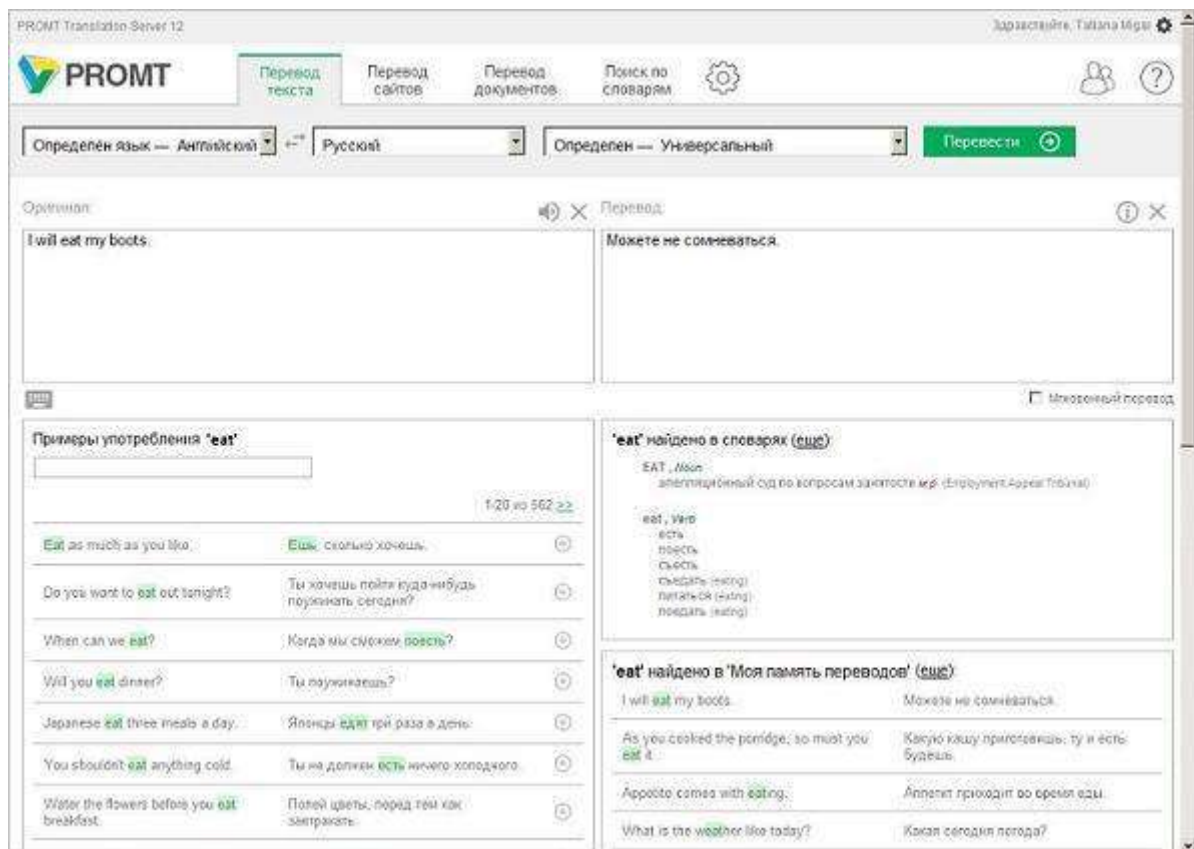 PROMT Translation Server 12
Здравствуйте, Tatiana Migal
PROMT
Перевод текста
Перевод сайтов
Перевод документов
Поиск по словарям
Определён язык — Английский
Русский
Определен — Универсальный
Перевести
Оригинал:
Перевод:
I will eat my boots.
Можете не сомневаться.
Мгновенный перевод
Примеры употребления 'eat'
1-20 из 562 >>
Eat as much as you like.
Ешь, сколько хочешь.
Do you want to eat out tonight?
Ты хочешь пойти куда-нибудь
поужинать сегодня?
When can we eat?
Когда мы сможем поесть?
Will you eat dinner?
Ты поужинаешь?
Japanese eat three meals a day.
Японцы едят три раза в день.
You shouldn't eat anything cold.
Ты не должен есть ничего холодного.
Water the flowers before you eat
breakfast.
Полей цветы, перед тем как
завтракать.
'eat' найдено в словарях (еще):
EAT , Noun
апелляционный суд по вопросам занятости (Employment Appeal Tribunal)
eat , Verb
есть
поесть
съесть
съедать (eating)
питаться (eating)
поедать (eating)
'eat' найдено в 'Моя память переводов' (еще):
I will eat my boots.
Можете не сомневаться.
As you cooked the porridge, so must you
eat it.
Какую кашу приготовишь, ту и есть
будешь.
Appetite comes with eating.
Аппетит приходит во время еды.
What is the weather like today?
Какая сегодня погода?